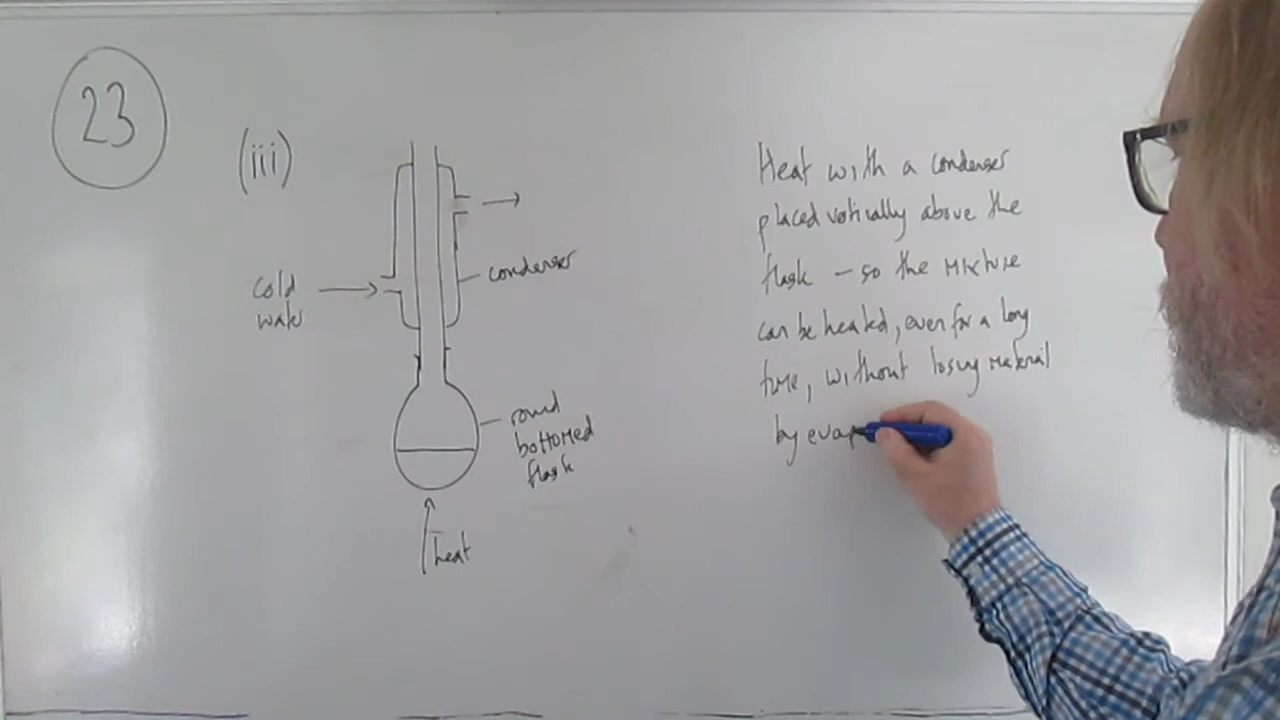 23
(iii)
condenser
cold
water
round
bottomed
flask
heat
Heat with a condenser
placed vertically above the
flask – so the mixture
can be heated, even for a long
time, without losing material
by evap